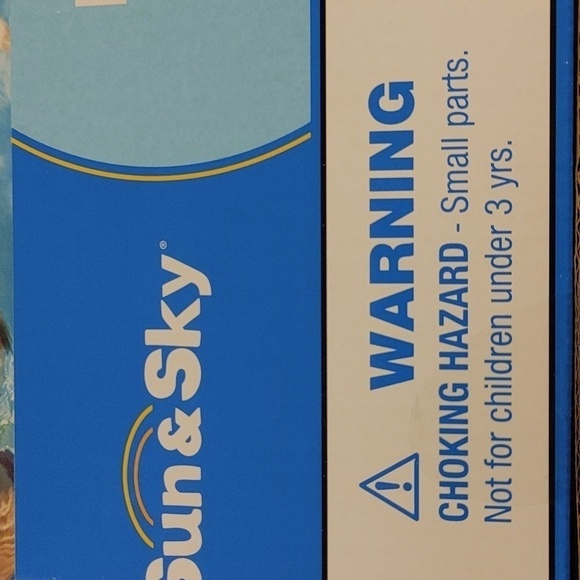 Sun&Sky®
⚠ WARNING
CHOKING HAZARD - Small parts.
Not for children under 3 yrs.